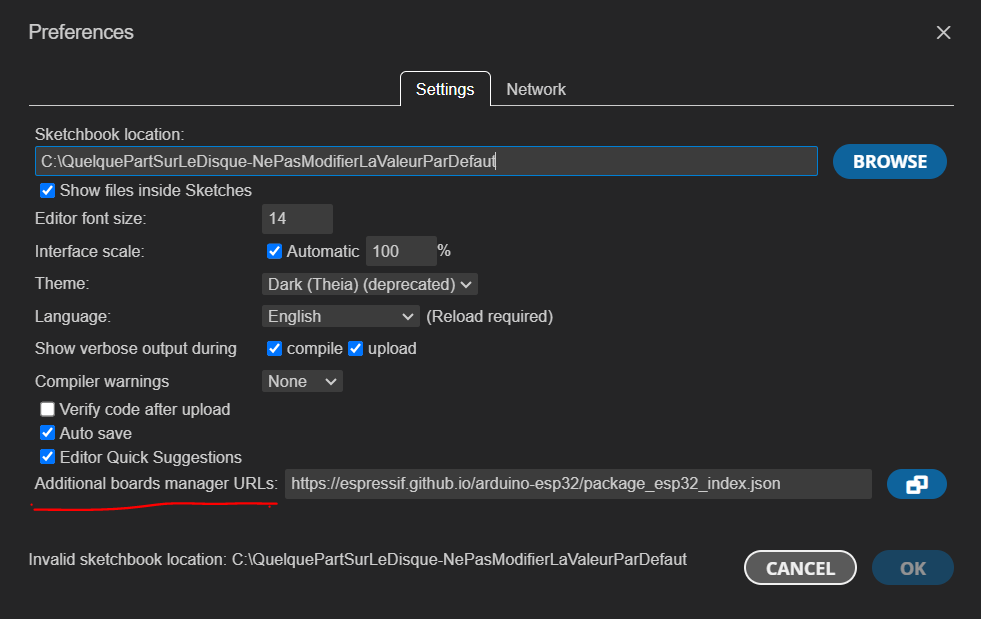 Preferences
Settings Network
Sketchbook location:
C:\QuelquePartSurLeDisque-NePasModifierLaValeurParDefaut BROWSE
Show files inside Sketches
Editor font size: 14
Interface scale: Automatic 100 %
Theme: Dark (Theia) (deprecated)
Language: English (Reload required)
Show verbose output during compile upload
Compiler warnings None
Verify code after upload
Auto save
Editor Quick Suggestions
Additional boards manager URLs: https://espressif.github.io/arduino-esp32/package_esp32_index.json
Invalid sketchbook location: C:\QuelquePartSurLeDisque-NePasModifierLaValeurParDefaut
CANCEL OK